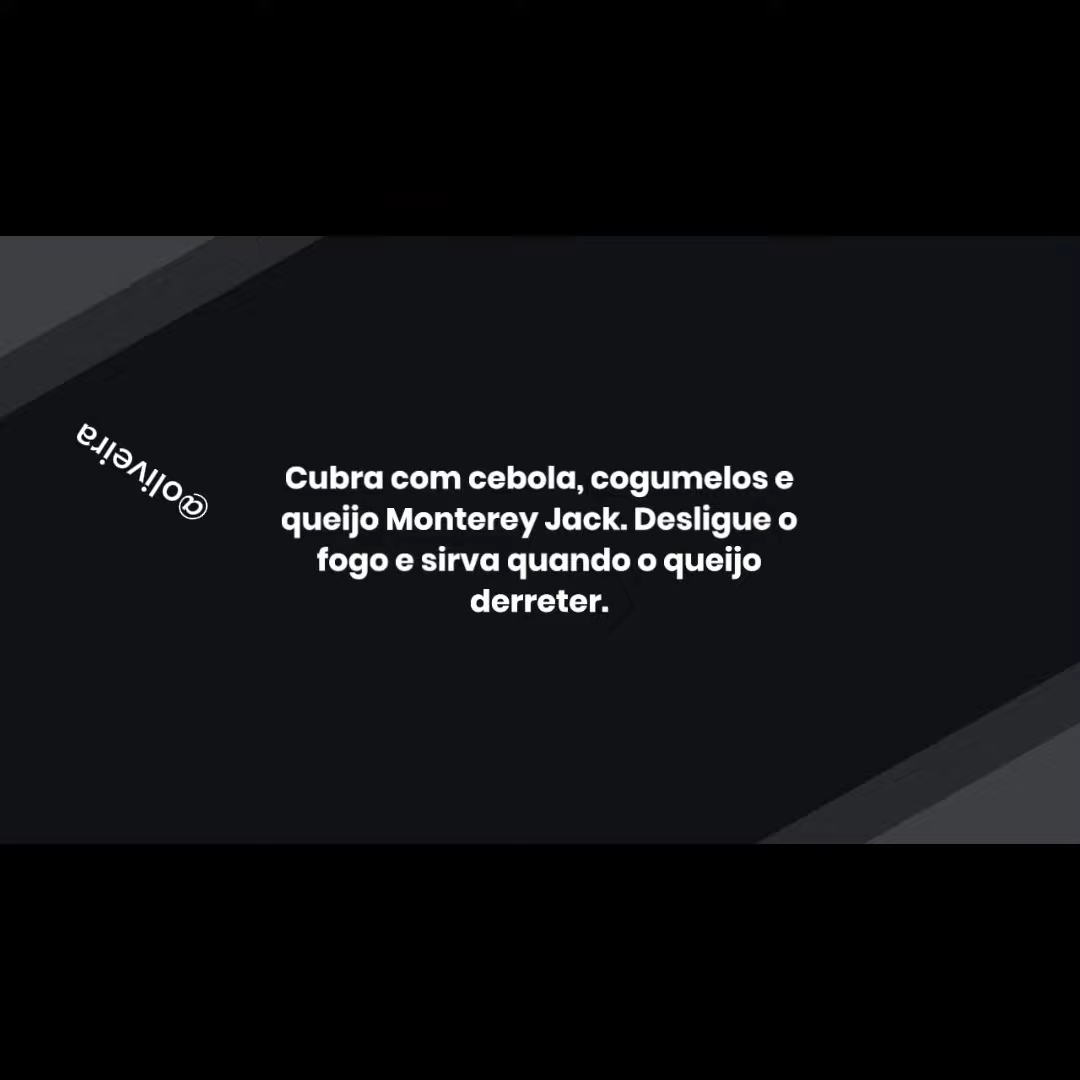 @oliveira
Cubra com cebola, cogumelos e
queijo Monterey Jack. Desligue o
fogo e sirva quando o queijo
derreter.